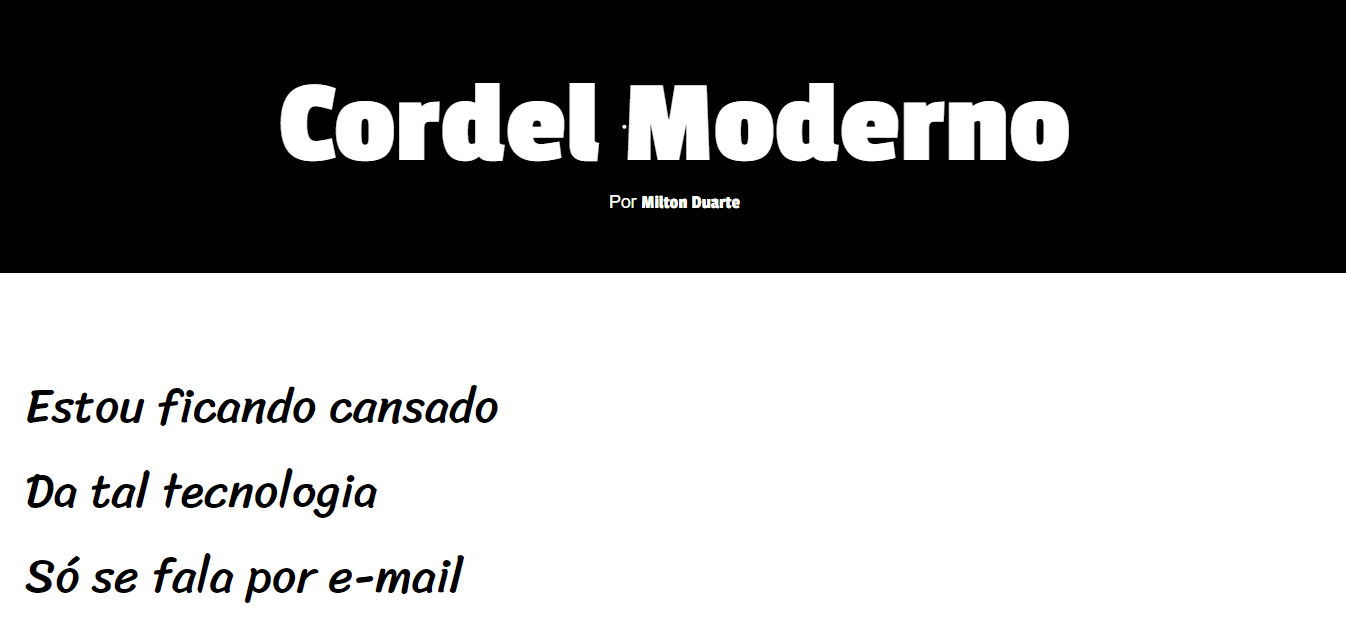 Cordel Moderno
Por Milton Duarte
Estou ficando cansado
Da tal tecnologia
Só se fala por e-mail